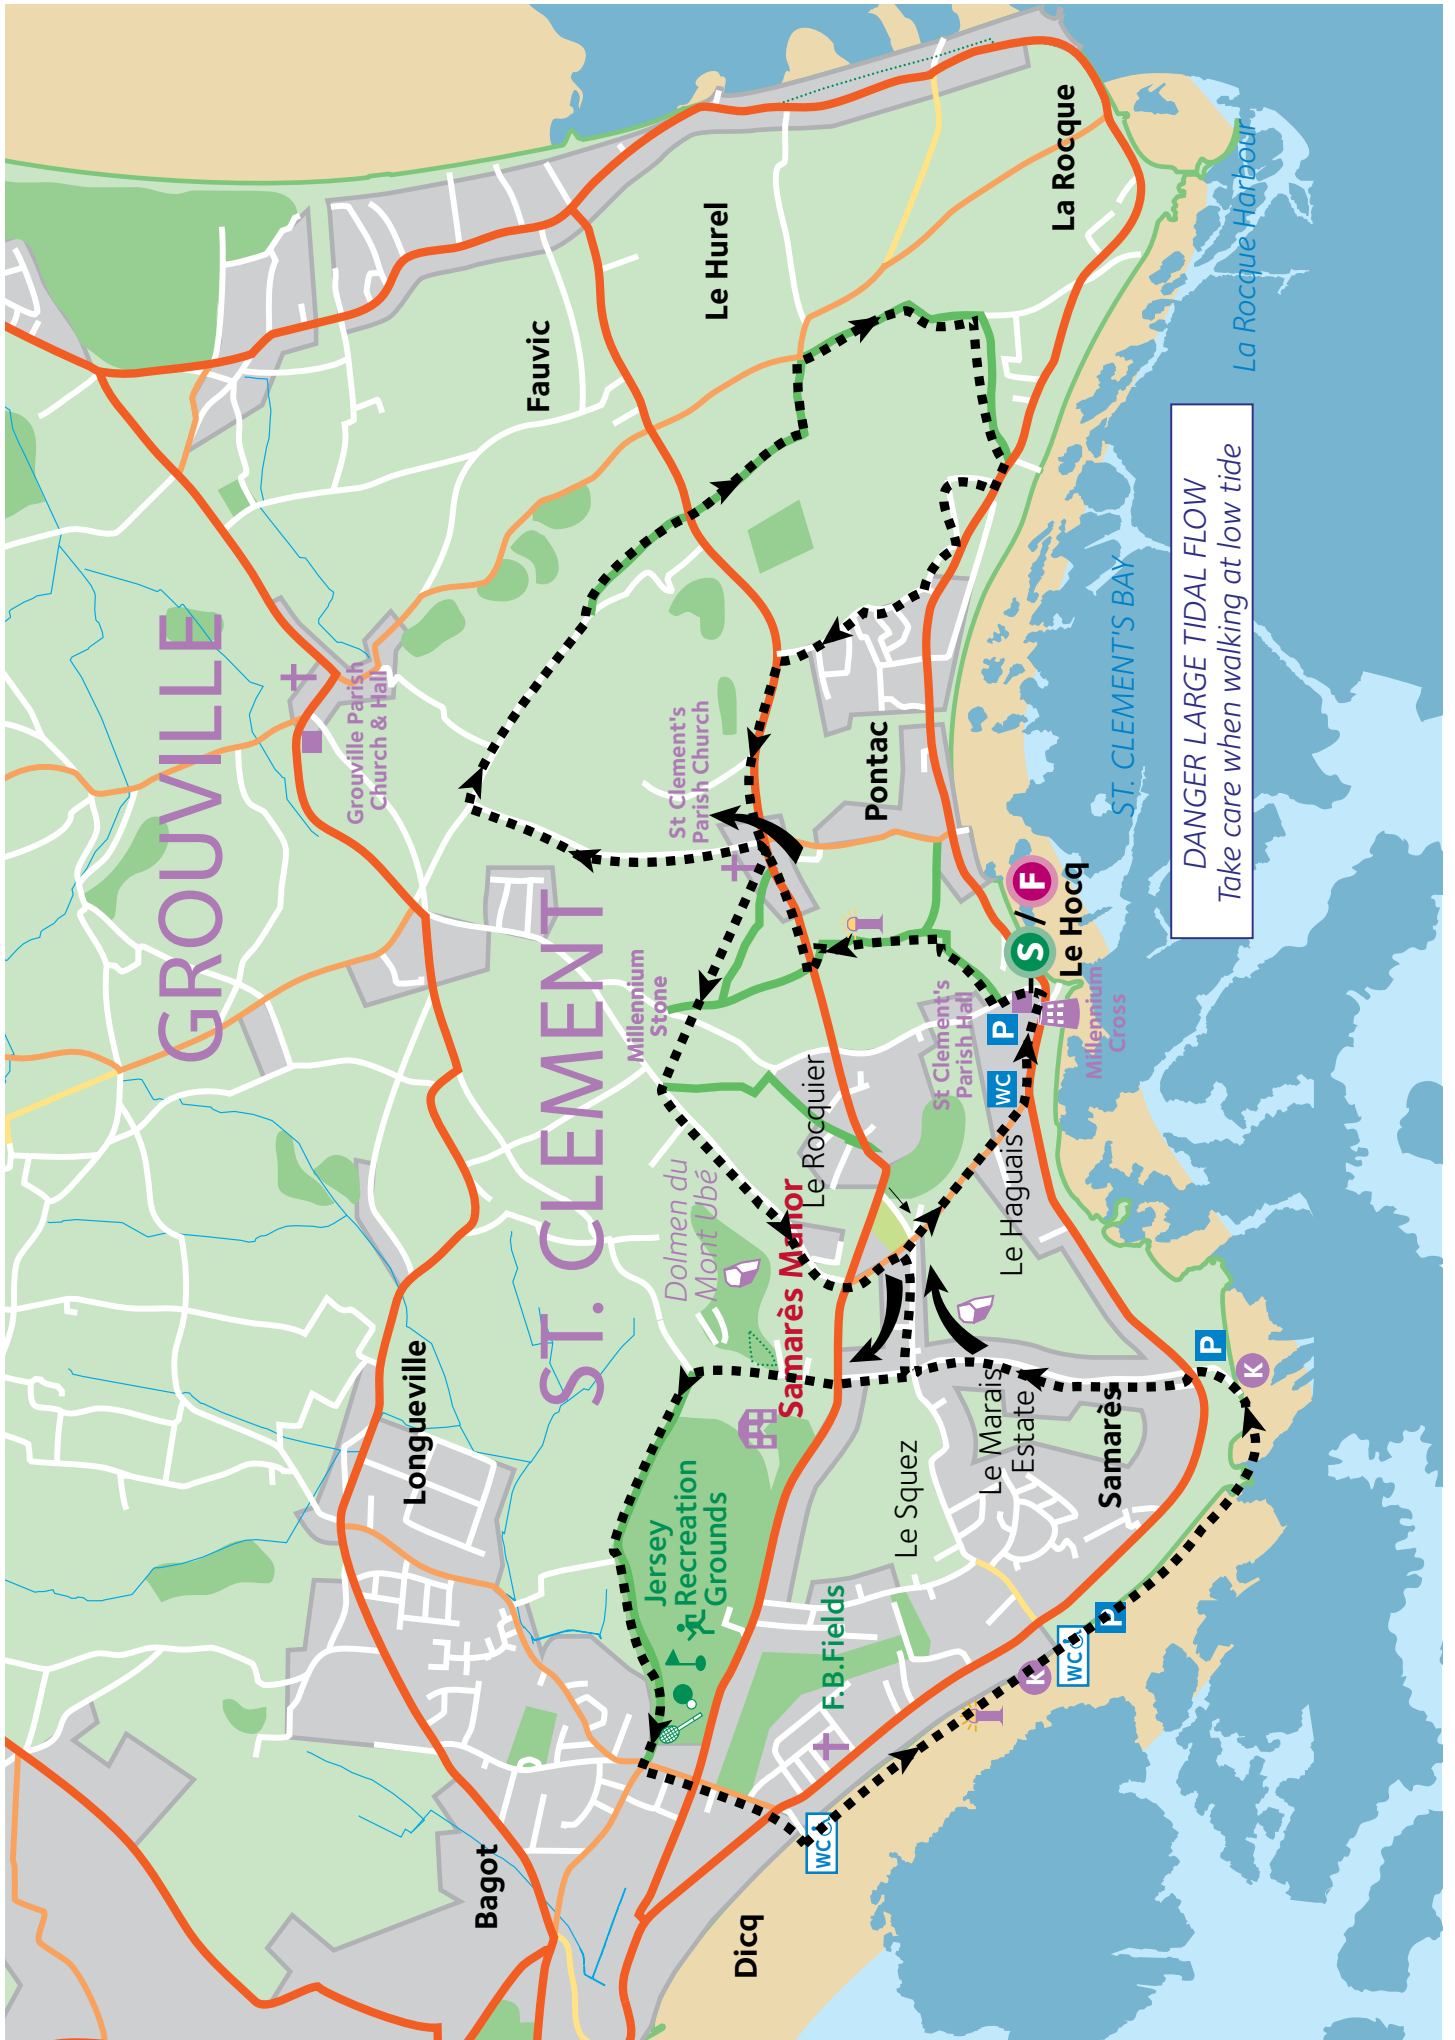 GROUVILLE
Grouville Parish
Church & Hall
Longueville
Bagot
Fauvic
ST. CLEMENT
Millennium
Stone
St Clement's
Parish Church
Le Hurel
Dolmen du
Mont Ubé
Samarès Manor
Le Rocquier
Jersey
Recreation
Grounds
F.B.Fields
Dicq
WC
Le Squez
Le Marais
Estate
Samarès
Pontac
St Clement's
Parish Hall
P
WC
S / F
Le Hocq
Millennium
Cross
Le Haguais
La Rocque
La Rocque Harbour
ST. CLEMENT'S BAY
K
WC
P
P
K
DANGER LARGE TIDAL FLOW
Take care when walking at low tide